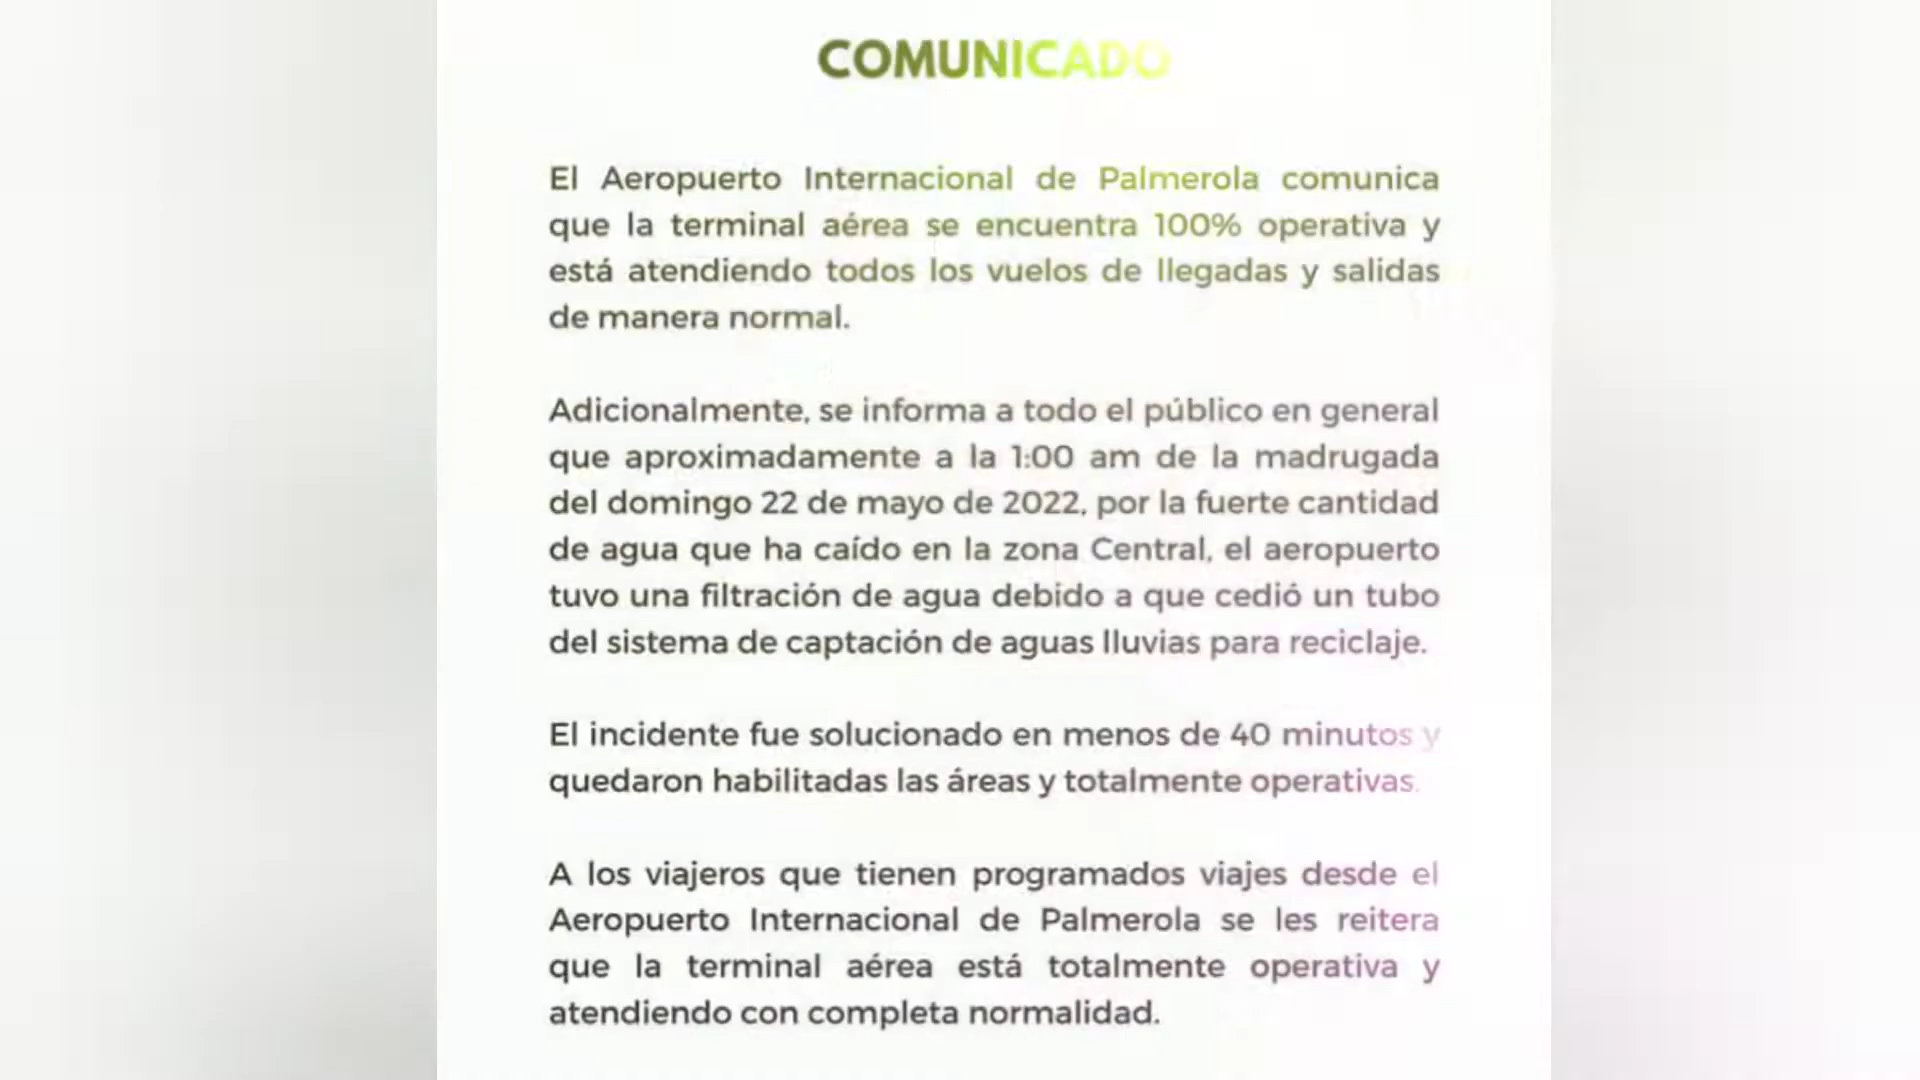 COMUNICADO
El Aeropuerto Internacional de Palmerola comunica
que la terminal aérea se encuentra 100% operativa y
está atendiendo todos los vuelos de llegadas y salidas
de manera normal.
Adicionalmente, se informa a todo el público en general
que aproximadamente a la 1:00 am de la madrugada
del domingo 22 de mayo de 2022, por la fuerte cantidad
de agua que ha caído en la zona Central, el aeropuerto
tuvo una filtración de agua debido a que cedió un tubo
del sistema de captación de aguas lluvias para reciclaje.
El incidente fue solucionado en menos de 40 minutos y
quedaron habilitadas las áreas y totalmente operativas.
A los viajeros que tienen programados viajes desde el
Aeropuerto Internacional de Palmerola se les reitera
que la terminal aérea está totalmente operativa y
atendiendo con completa normalidad.